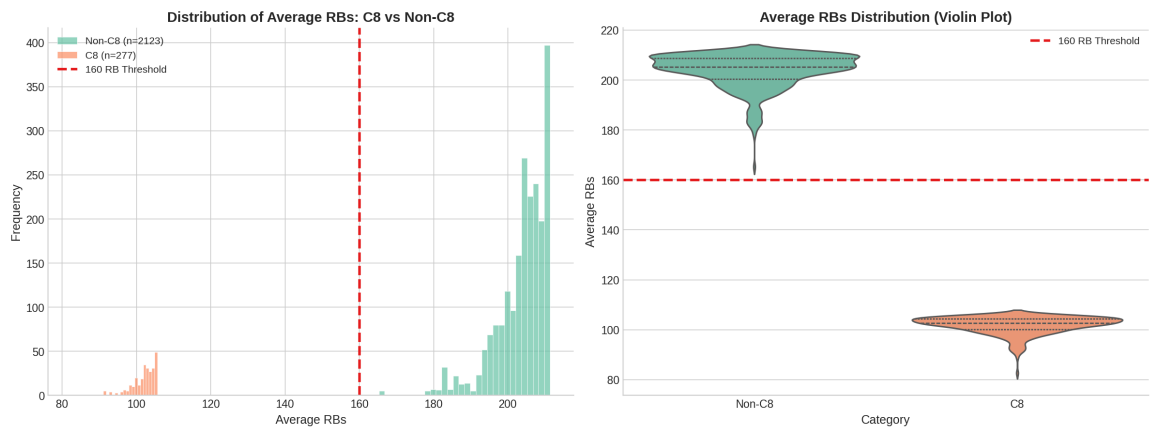 Distribution of Average RBs: C8 vs Non-C8
Non-C8 (n=2123)
C8 (n=277)
160 RB Threshold
Frequency
400
350
300
250
200
150
100
50
0
80
100
120
140
160
180
200
Average RBs
Average RBs Distribution (Violin Plot)
160 RB Threshold
Average RBs
220
200
180
160
140
120
100
80
Non-C8
C8
Category